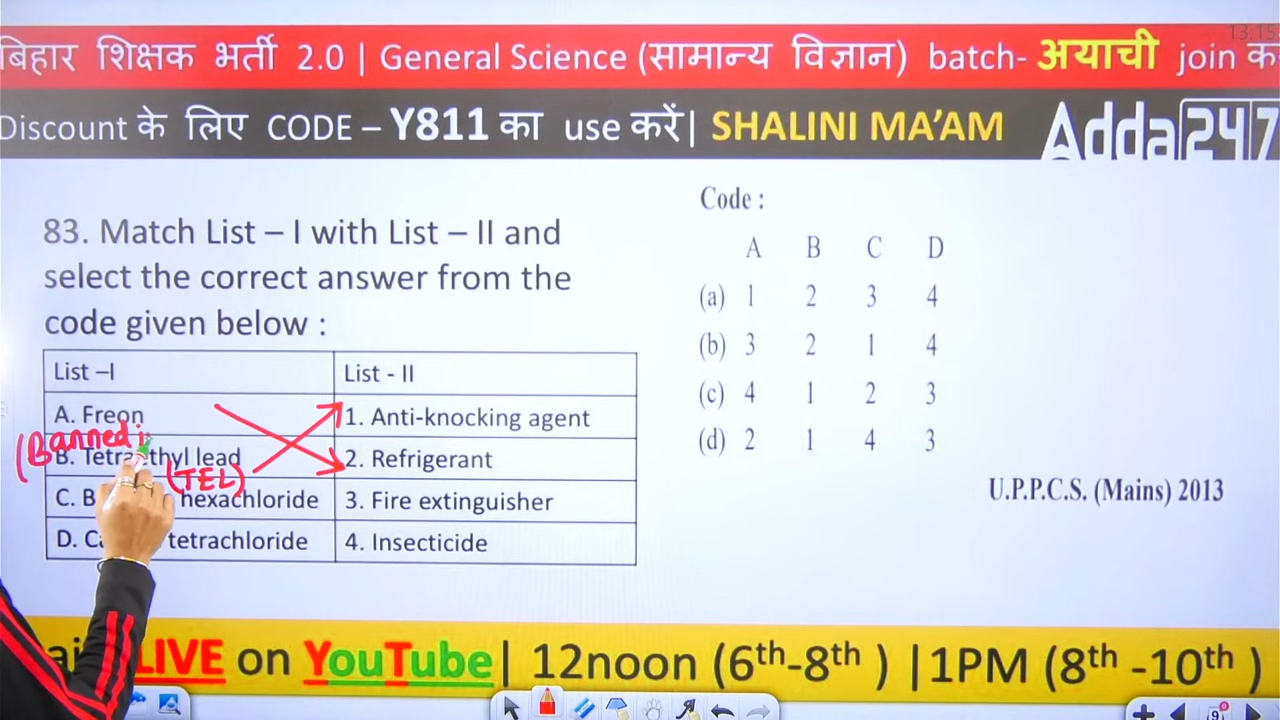 13:15
बिहार शिक्षक भर्ती 2.0 | General Science (सामान्य विज्ञान) batch- अयाची join क
Discount के लिए CODE – Y811 का use करें| SHALINI MA'AM
Adda247
83. Match List – I with List – II and
select the correct answer from the
code given below :
List –I
List - II
A. Freon
1. Anti-knocking agent
(Banned i
B. Tetraethyl lead
2. Refrigerant
(TEL)
C. B hexachloride
3. Fire extinguisher
D. Ca tetrachloride
4. Insecticide
Code :
A B C D
(a) 1 2 3 4
(b) 3 2 1 4
(c) 4 1 2 3
(d) 2 1 4 3
U.P.P.C.S. (Mains) 2013
LIVE on YouTube| 12noon (6th-8th ) |1PM (8th -10th )
9